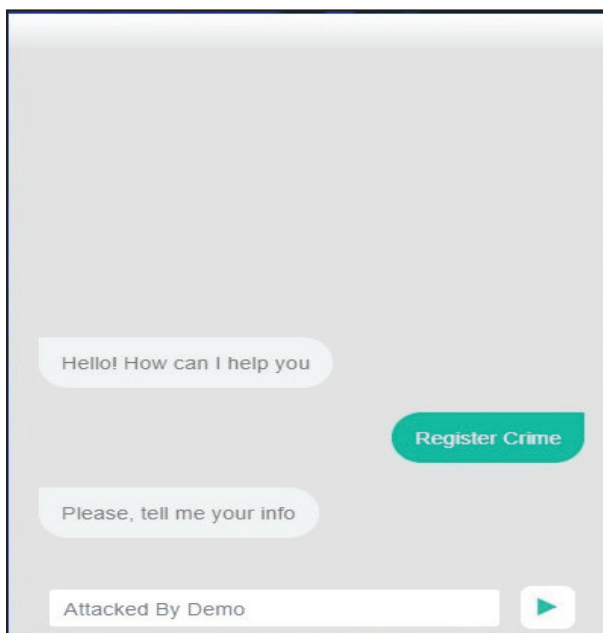 Hello! How can I help you
Register Crime
Please, tell me your info
Attacked By Demo